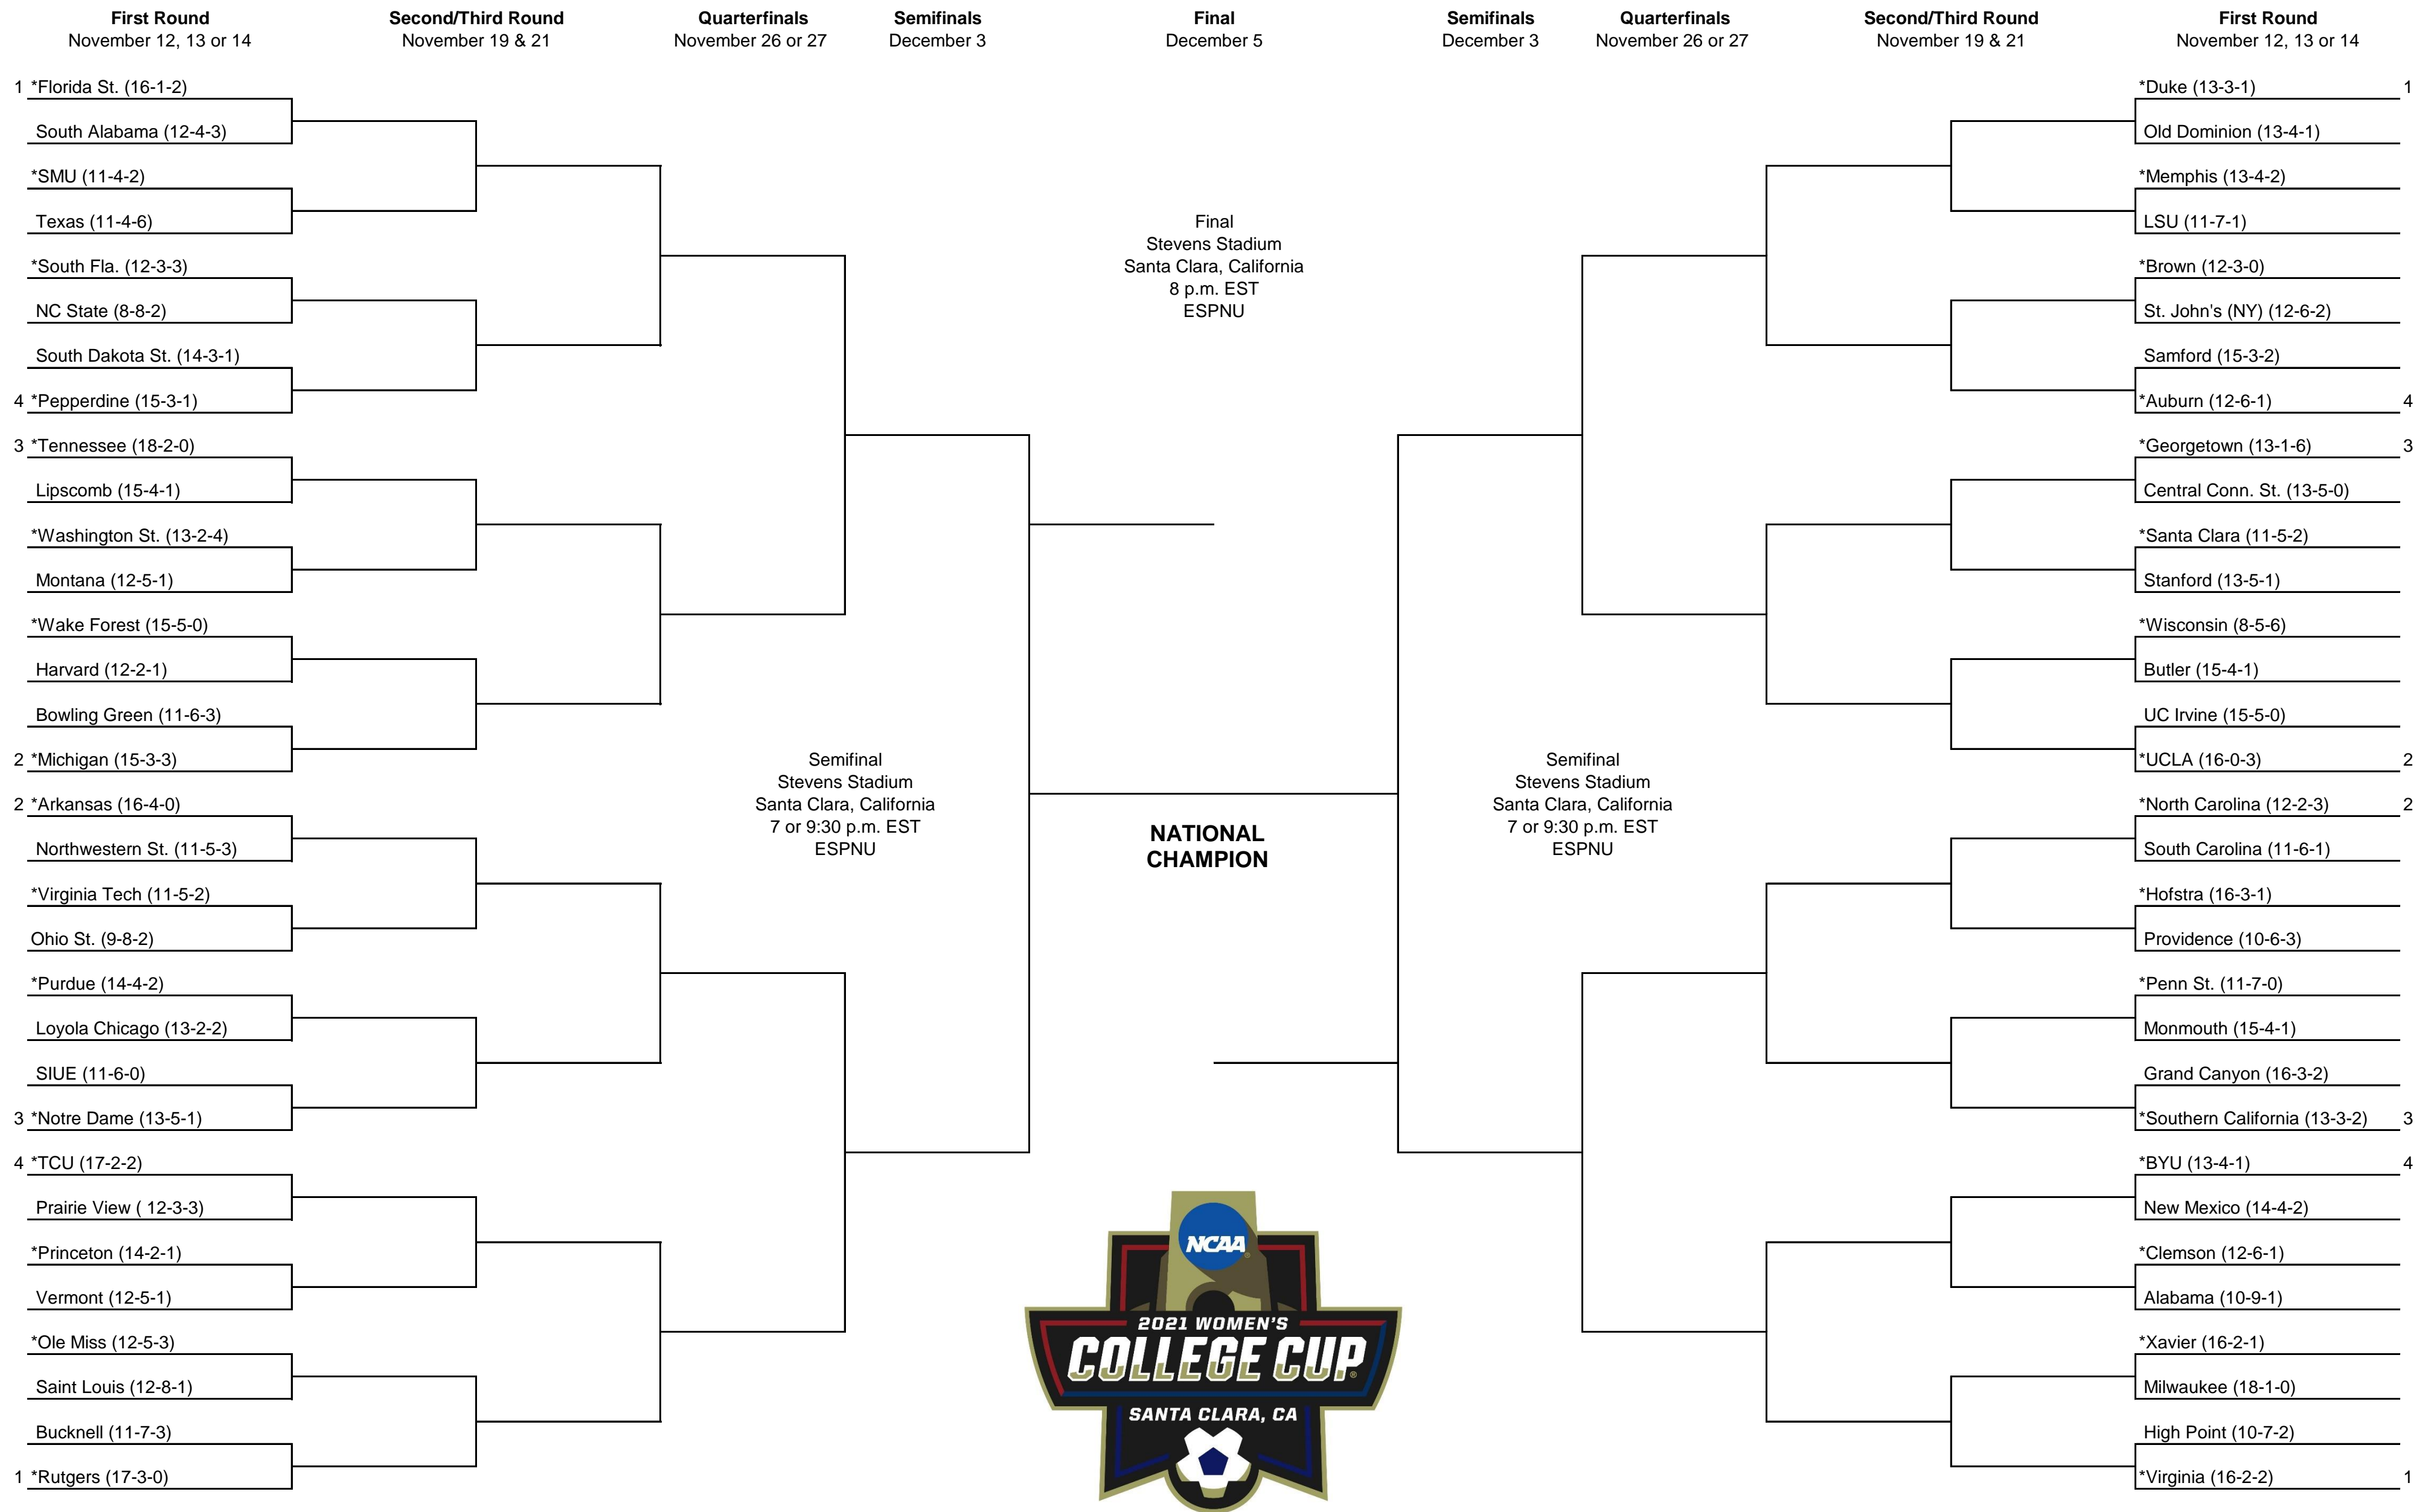 First Round
November 12, 13 or 14
Second/Third Round
November 19 & 21
Quarterfinals
November 26 or 27
Semifinals
December 3
Final
December 5
Semifinals
December 3
Quarterfinals
November 26 or 27
Second/Third Round
November 19 & 21
First Round
November 12, 13 or 14
1 *Florida St. (16-1-2)
South Alabama (12-4-3)
*SMU (11-4-2)
Texas (11-4-6)
*South Fla. (12-3-3)
NC State (8-8-2)
South Dakota St. (14-3-1)
4 *Pepperdine (15-3-1)
3 *Tennessee (18-2-0)
Lipscomb (15-4-1)
*Washington St. (13-2-4)
Montana (12-5-1)
*Wake Forest (15-5-0)
Harvard (12-2-1)
Bowling Green (11-6-3)
2 *Michigan (15-3-3)
2 *Arkansas (16-4-0)
Northwestern St. (11-5-3)
*Virginia Tech (11-5-2)
Ohio St. (9-8-2)
*Purdue (14-4-2)
Loyola Chicago (13-2-2)
SIUE (11-6-0)
3 *Notre Dame (13-5-1)
4 *TCU (17-2-2)
Prairie View ( 12-3-3)
*Princeton (14-2-1)
Vermont (12-5-1)
*Ole Miss (12-5-3)
Saint Louis (12-8-1)
Bucknell (11-7-3)
1 *Rutgers (17-3-0)
Semifinal
Stevens Stadium
Santa Clara, California
7 or 9:30 p.m. EST
ESPNU
Final
Stevens Stadium
Santa Clara, California
8 p.m. EST
ESPNU
NATIONAL
CHAMPION
NCAA
2021 WOMEN'S
COLLEGE CUP®
SANTA CLARA, CA
Semifinal
Stevens Stadium
Santa Clara, California
7 or 9:30 p.m. EST
ESPNU
*Duke (13-3-1) 1
Old Dominion (13-4-1)
*Memphis (13-4-2)
LSU (11-7-1)
*Brown (12-3-0)
St. John's (NY) (12-6-2)
Samford (15-3-2)
*Auburn (12-6-1) 4
*Georgetown (13-1-6) 3
Central Conn. St. (13-5-0)
*Santa Clara (11-5-2)
Stanford (13-5-1)
*Wisconsin (8-5-6)
Butler (15-4-1)
UC Irvine (15-5-0)
*UCLA (16-0-3) 2
*North Carolina (12-2-3) 2
South Carolina (11-6-1)
*Hofstra (16-3-1)
Providence (10-6-3)
*Penn St. (11-7-0)
Monmouth (15-4-1)
Grand Canyon (16-3-2)
*Southern California (13-3-2) 3
*BYU (13-4-1) 4
New Mexico (14-4-2)
*Clemson (12-6-1)
Alabama (10-9-1)
*Xavier (16-2-1)
Milwaukee (18-1-0)
High Point (10-7-2)
*Virginia (16-2-2) 1